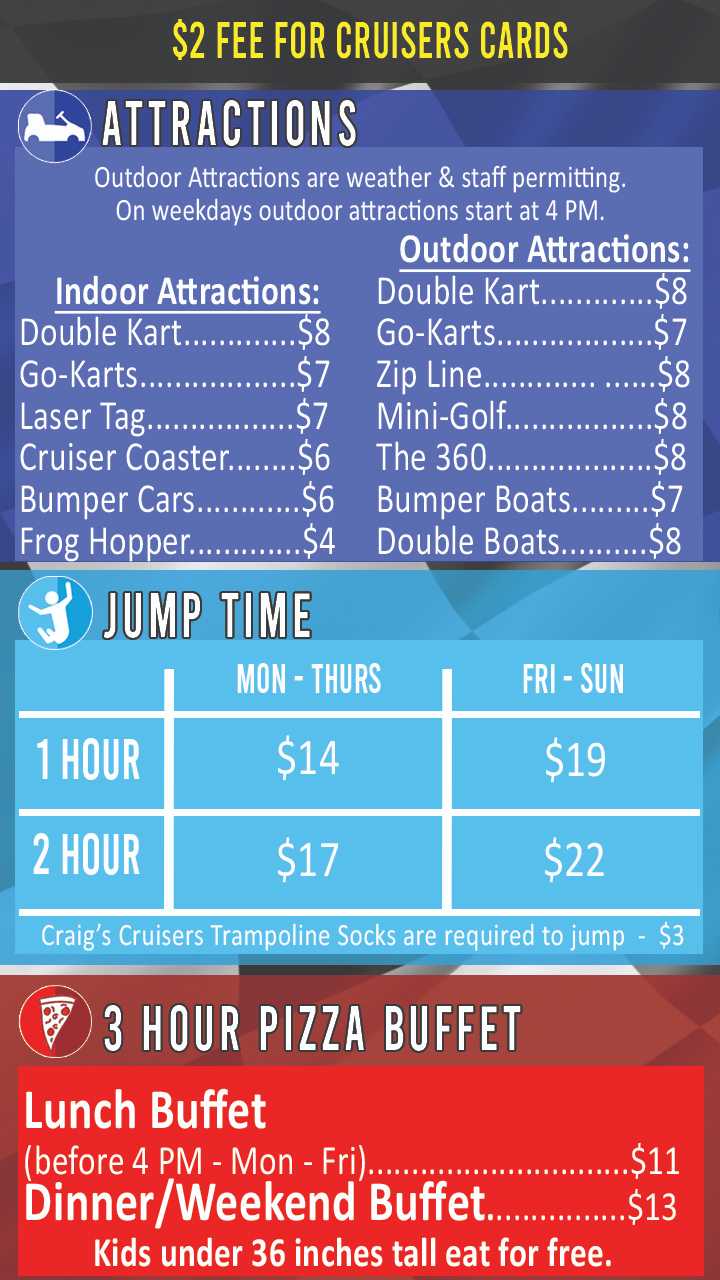 $2 FEE FOR CRUISERS CARDS
ATTRACTIONS
Outdoor Attractions are weather & staff permitting.
On weekdays outdoor attractions start at 4 PM.
Indoor Attractions:
Double Kart.............$8
Go-Karts..................$7
Laser Tag.................$7
Cruiser Coaster........$6
Bumper Cars............$6
Frog Hopper.............$4
Outdoor Attractions:
Double Kart.............$8
Go-Karts..................$7
Zip Line............. ......$8
Mini-Golf.................$8
The 360...................$8
Bumper Boats.........$7
Double Boats..........$8
JUMP TIME
MON - THURS FRI - SUN
1 HOUR $14 $19
2 HOUR $17 $22
Craig's Cruisers Trampoline Socks are required to jump - $3
3 HOUR PIZZA BUFFET
Lunch Buffet
(before 4 PM - Mon - Fri)..............................$11
Dinner/Weekend Buffet................$13
Kids under 36 inches tall eat for free.